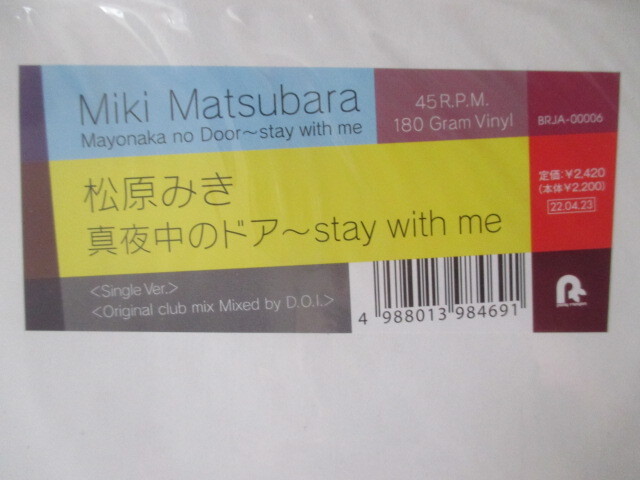 Miki Matsubara
Mayonaka no Door〜stay with me
45R.P.M.
180 Gram Vinyl
BRJA-00006
松原みき
真夜中のドア〜stay with me
定価:¥2,420
(本体¥2,200)
22.04.23
<Single Ver.>
<Original club mix Mixed by D.O.I.>
4 988013 984691